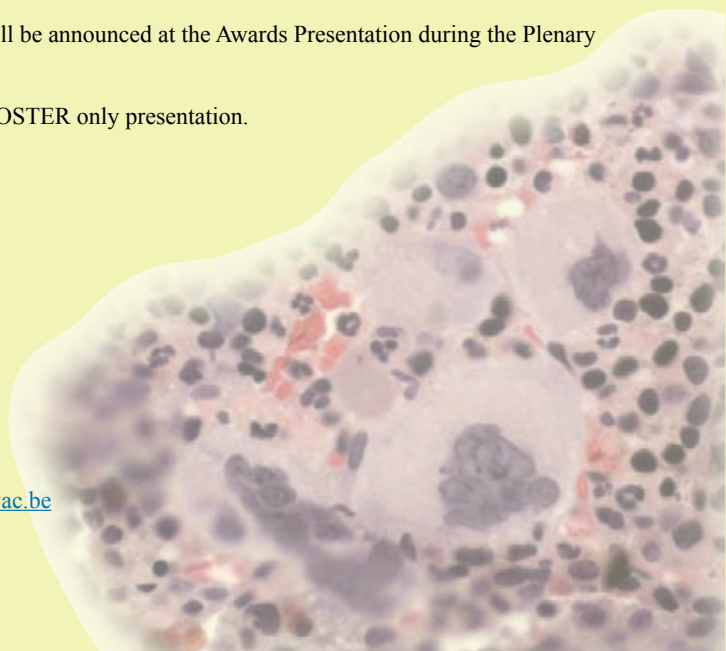 ll be announced at the Awards Presentation during the Plenary
OSTER only presentation.
ac.be